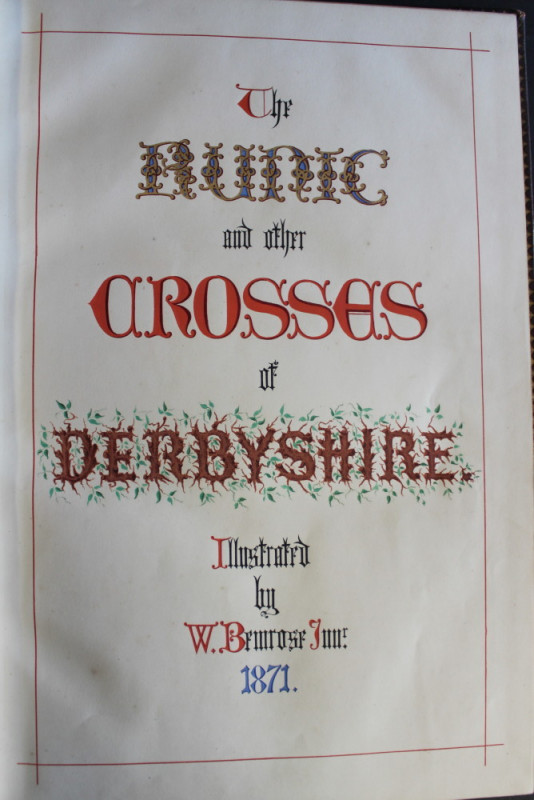 The
RUNIC
and other
CROSSES
of
DERBYSHIRE.
Illustrated
by
W. Bemrose Junr.
1871.